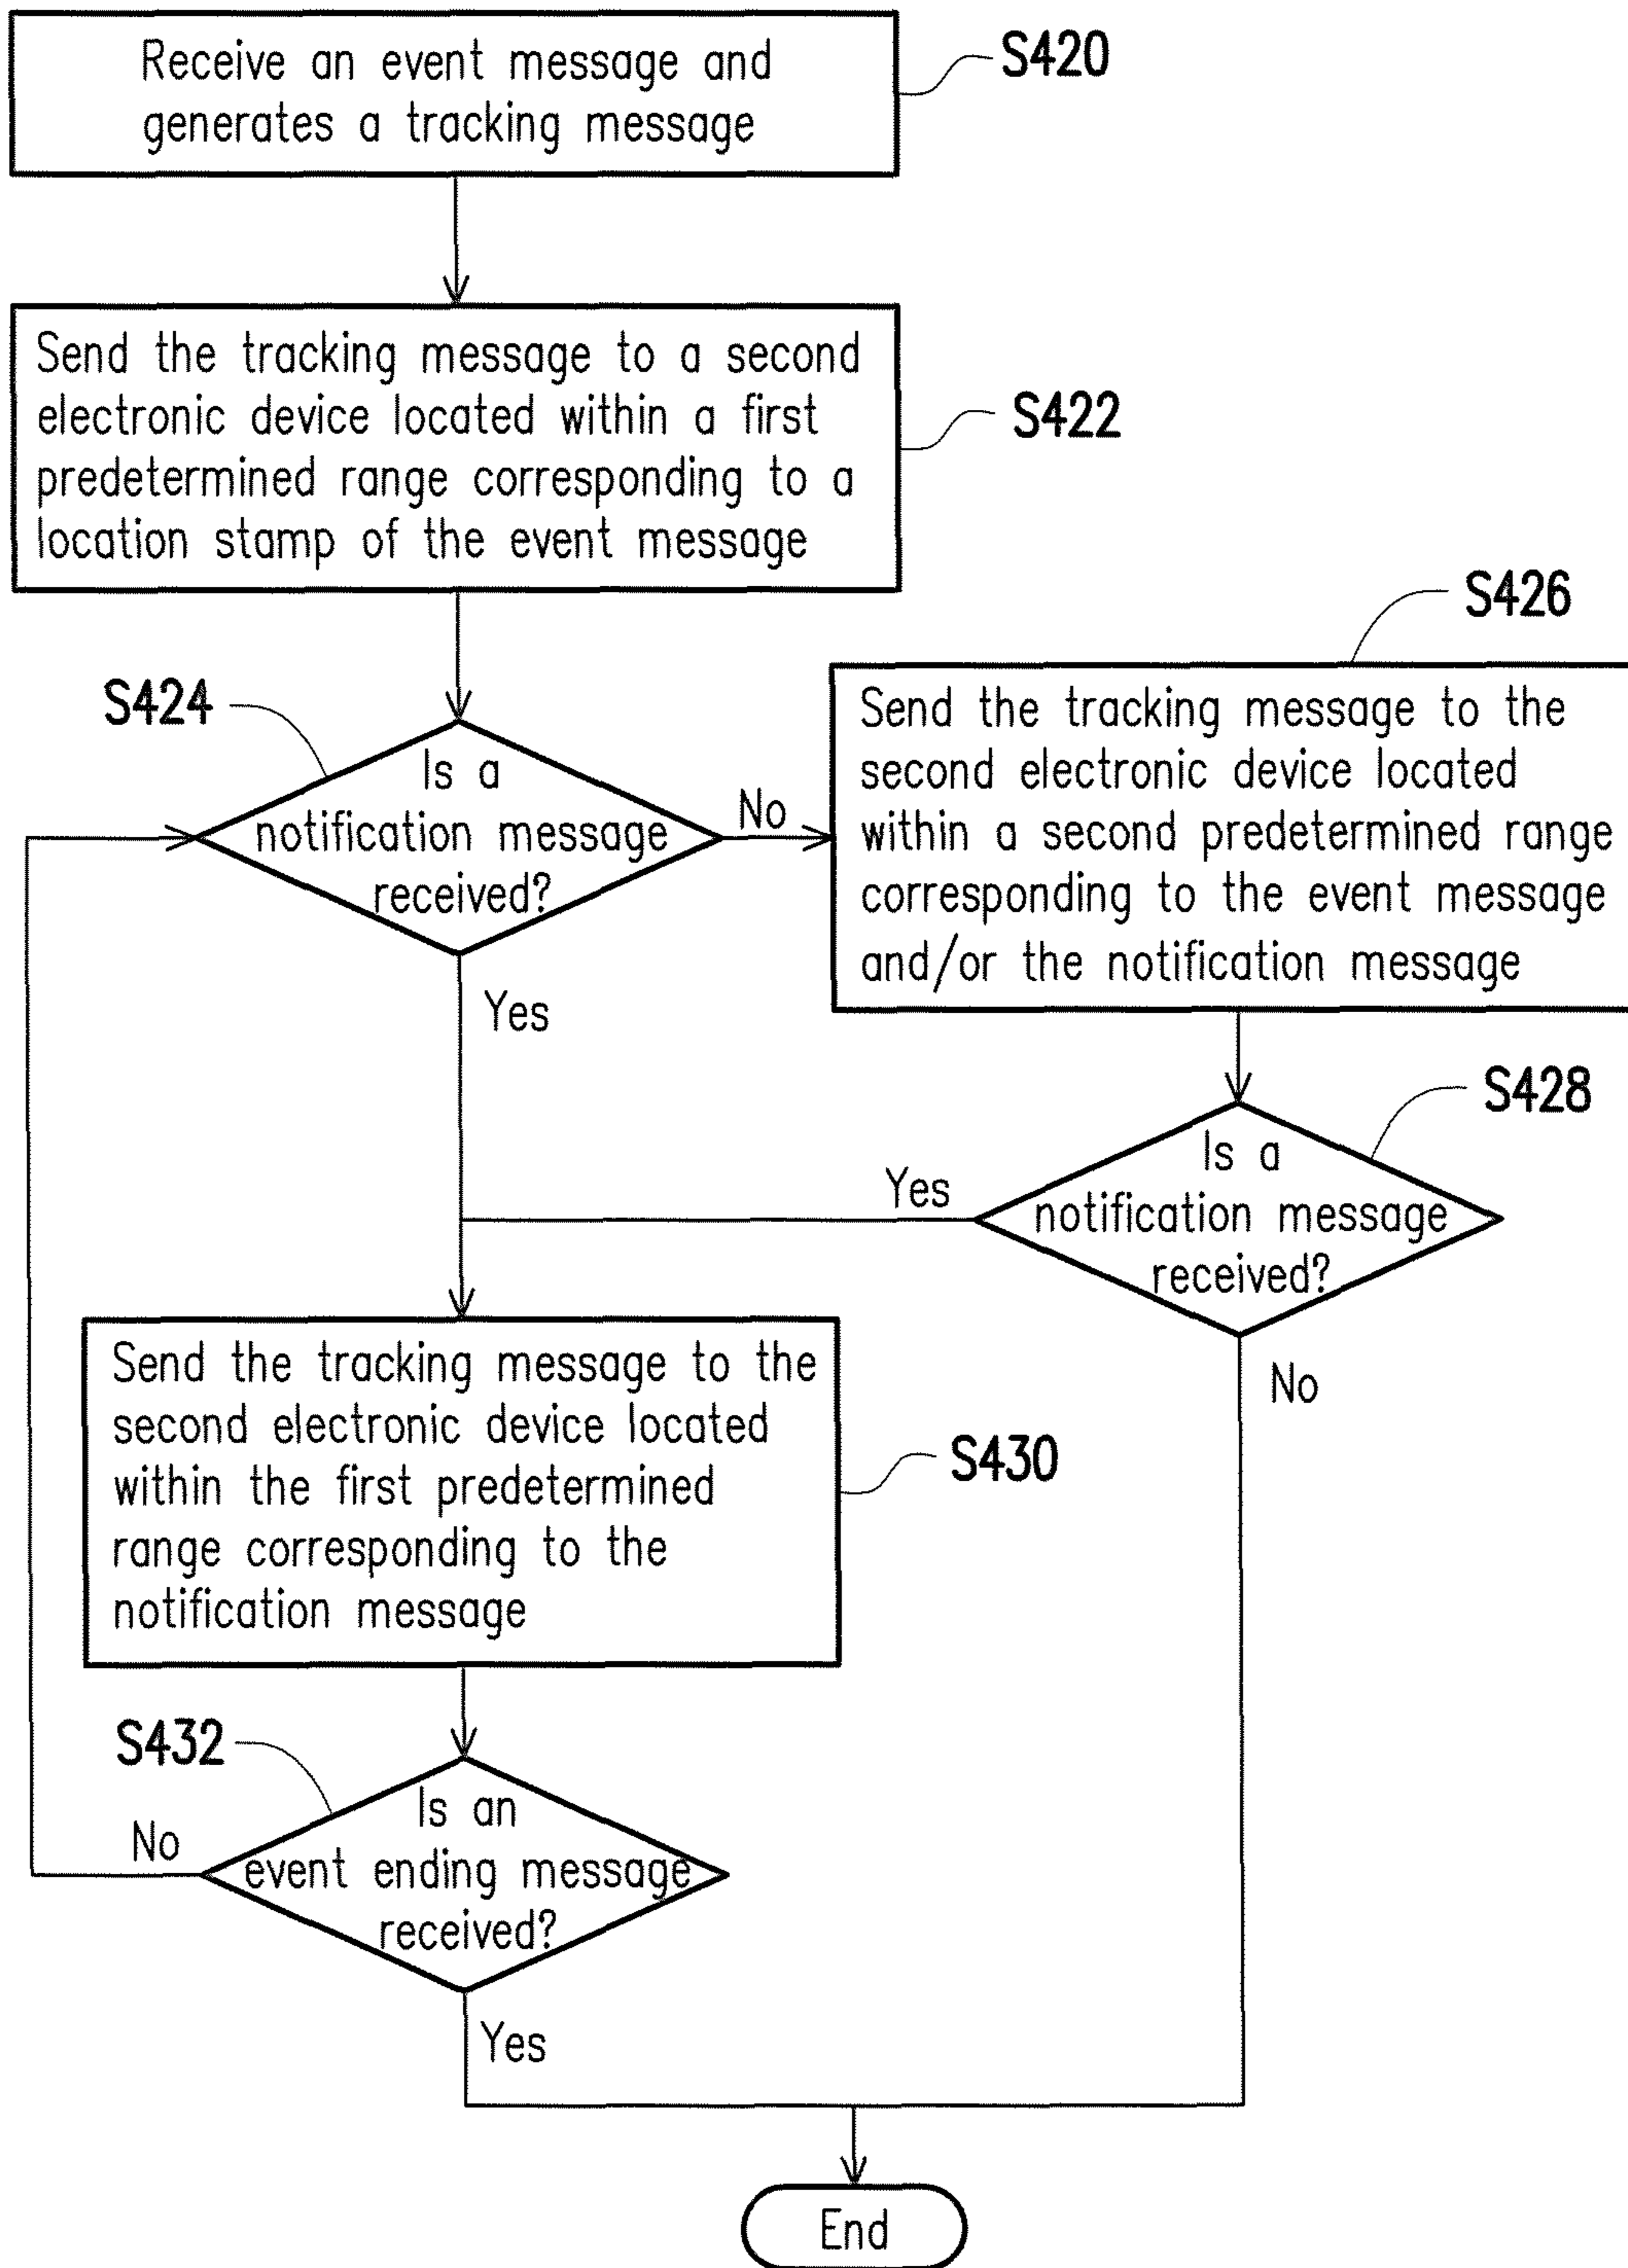 Receive an event message and
generates a tracking message
S420
Send the tracking message to a second
electronic device located within a first
predetermined range corresponding to a
location stamp of the event message
S422
S424
Is a
notification message
received?
No
Yes
S426
Send the tracking message to the
second electronic device located
within a second predetermined range
corresponding to the event message
and/or the notification message
S428
Is a
notification message
received?
Yes
No
Send the tracking message to the
second electronic device located
within the first predetermined
range corresponding to the
notification message
S430
S432
Is an
event ending message
received?
No
Yes
End